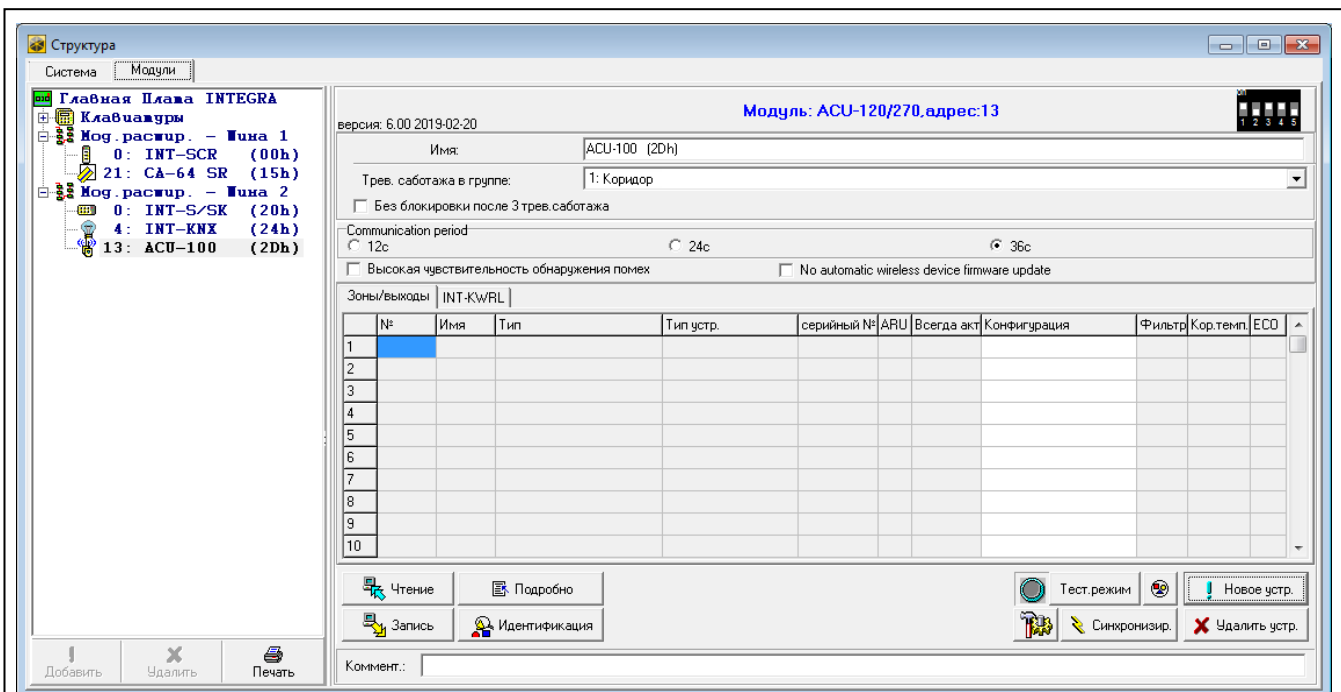 Структура
Система Модули
Главная Плата INTEGRA
Клавиатуры
Мод.расшир. – Шина 1
0: INT-SCR (00h)
21: CA-64 SR (15h)
Мод.расшир. – Шина 2
0: INT-S/SK (20h)
4: INT-KNX (24h)
13: ACU-100 (2Dh)
Добавить Удалить Печать
версия: 6.00 2019-02-20 Модуль: ACU-120/270,адрес:13
1 2 3 4 5
Имя: ACU-100 (2Dh)
Трев. саботажа в группе: 1: Коридор
Без блокировки после 3 трев.саботажа
Communication period
12с 24с 36с
Высокая чувствительность обнаружения помех No automatic wireless device firmware update
Зоны/выходы INT-KWRL
№ Имя Тип Тип устр. серийный № ARU Всегда акт Конфигурация Фильтр Кор.темп. ECO
1
2
3
4
5
6
7
8
9
10
Чтение Подробно Тест.режим Новое устр.
Запись Идентификация Синхронизир. Удалить устр.
Коммент.: